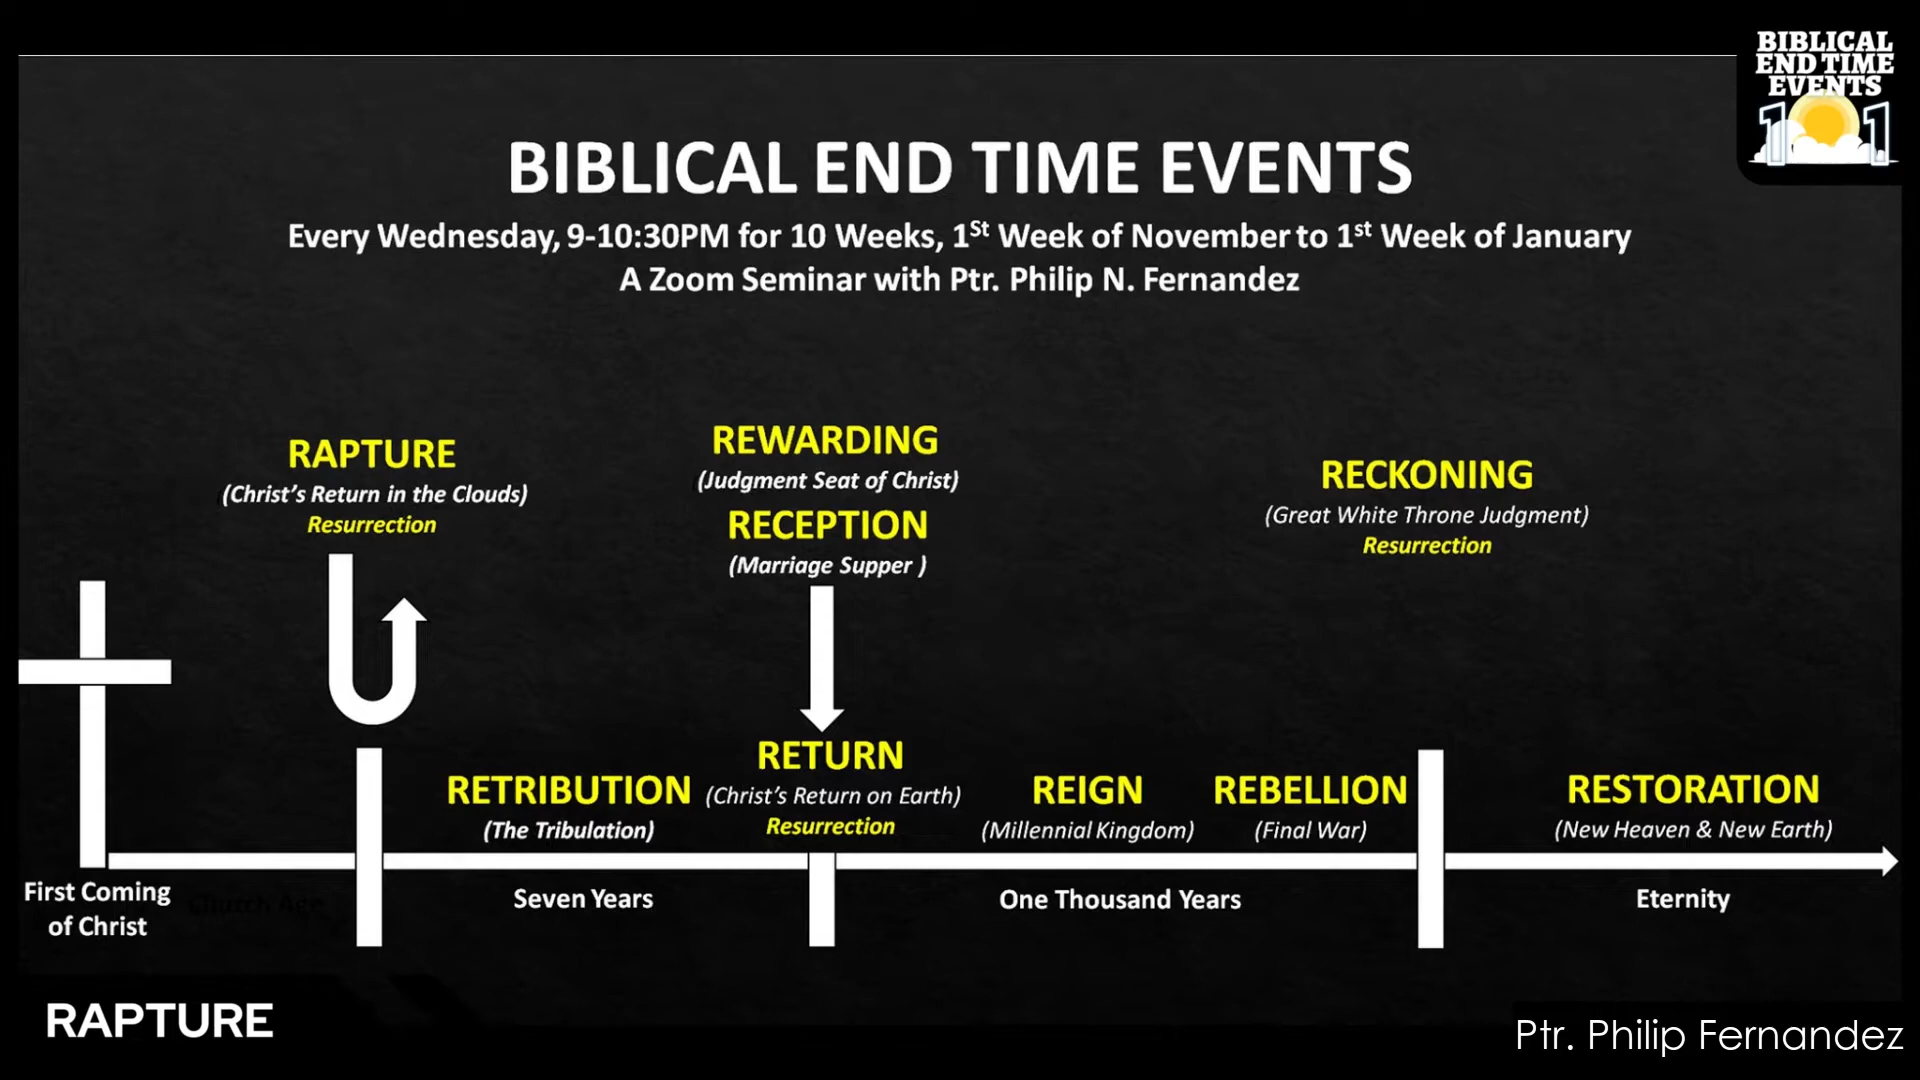 BIBLICAL
END TIME
EVENTS
101
BIBLICAL END TIME EVENTS
Every Wednesday, 9-10:30PM for 10 Weeks, 1St Week of November to 1st Week of January
A Zoom Seminar with Ptr. Philip N. Fernandez
RAPTURE
(Christ's Return in the Clouds)
Resurrection
REWARDING
(Judgment Seat of Christ)
RECEPTION
(Marriage Supper )
RECKONING
(Great White Throne Judgment)
Resurrection
RETRIBUTION
(The Tribulation)
RETURN
(Christ's Return on Earth)
Resurrection
REIGN
(Millennial Kingdom)
REBELLION
(Final War)
RESTORATION
(New Heaven & New Earth)
First Coming
of Christ
Church Age
Seven Years
One Thousand Years
Eternity
RAPTURE
Ptr. Philip Fernandez